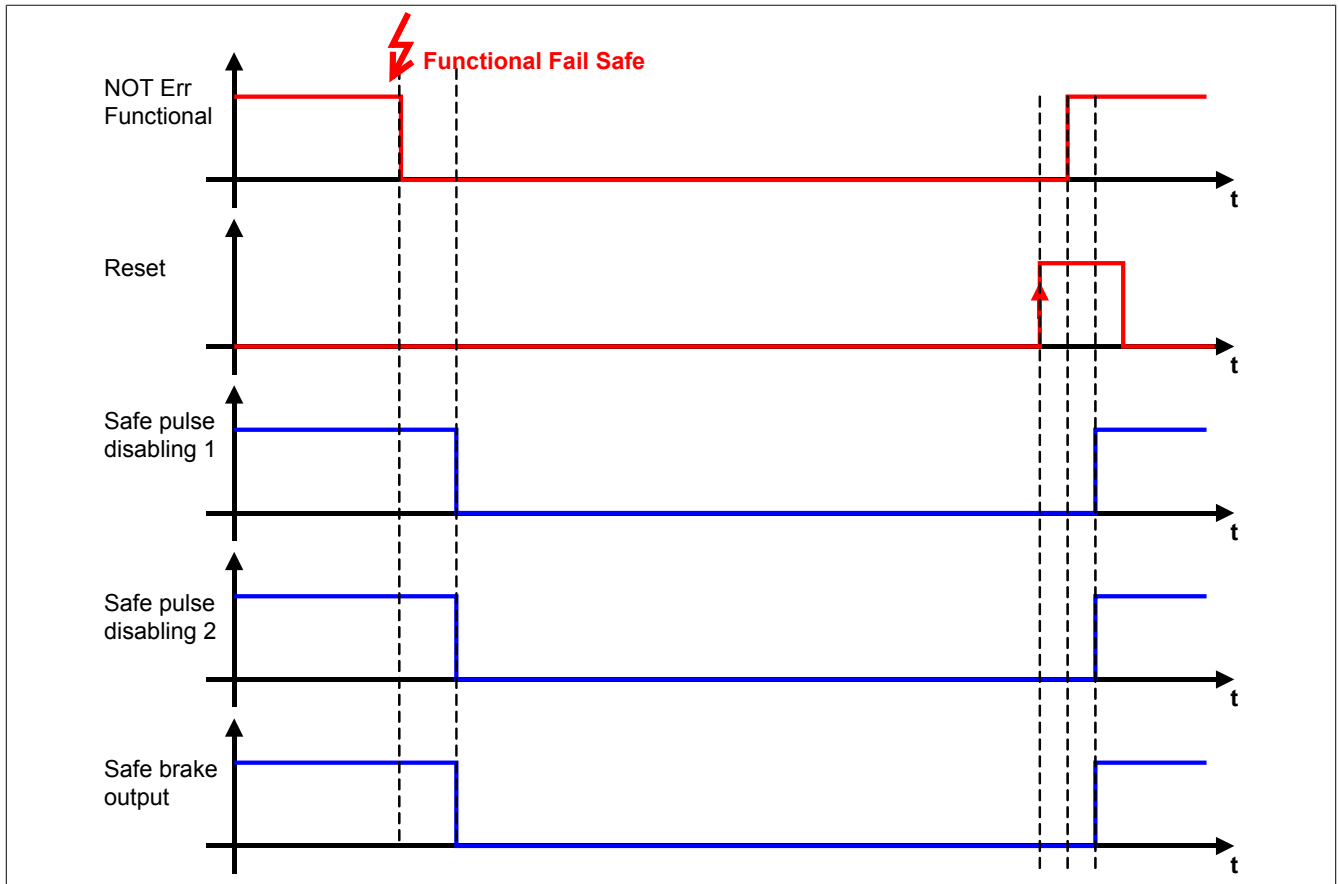 Functional Fail Safe
NOT Err
Functional
t
Reset
t
Safe pulse
disabling 1
t
Safe pulse
disabling 2
t
Safe brake
output
t